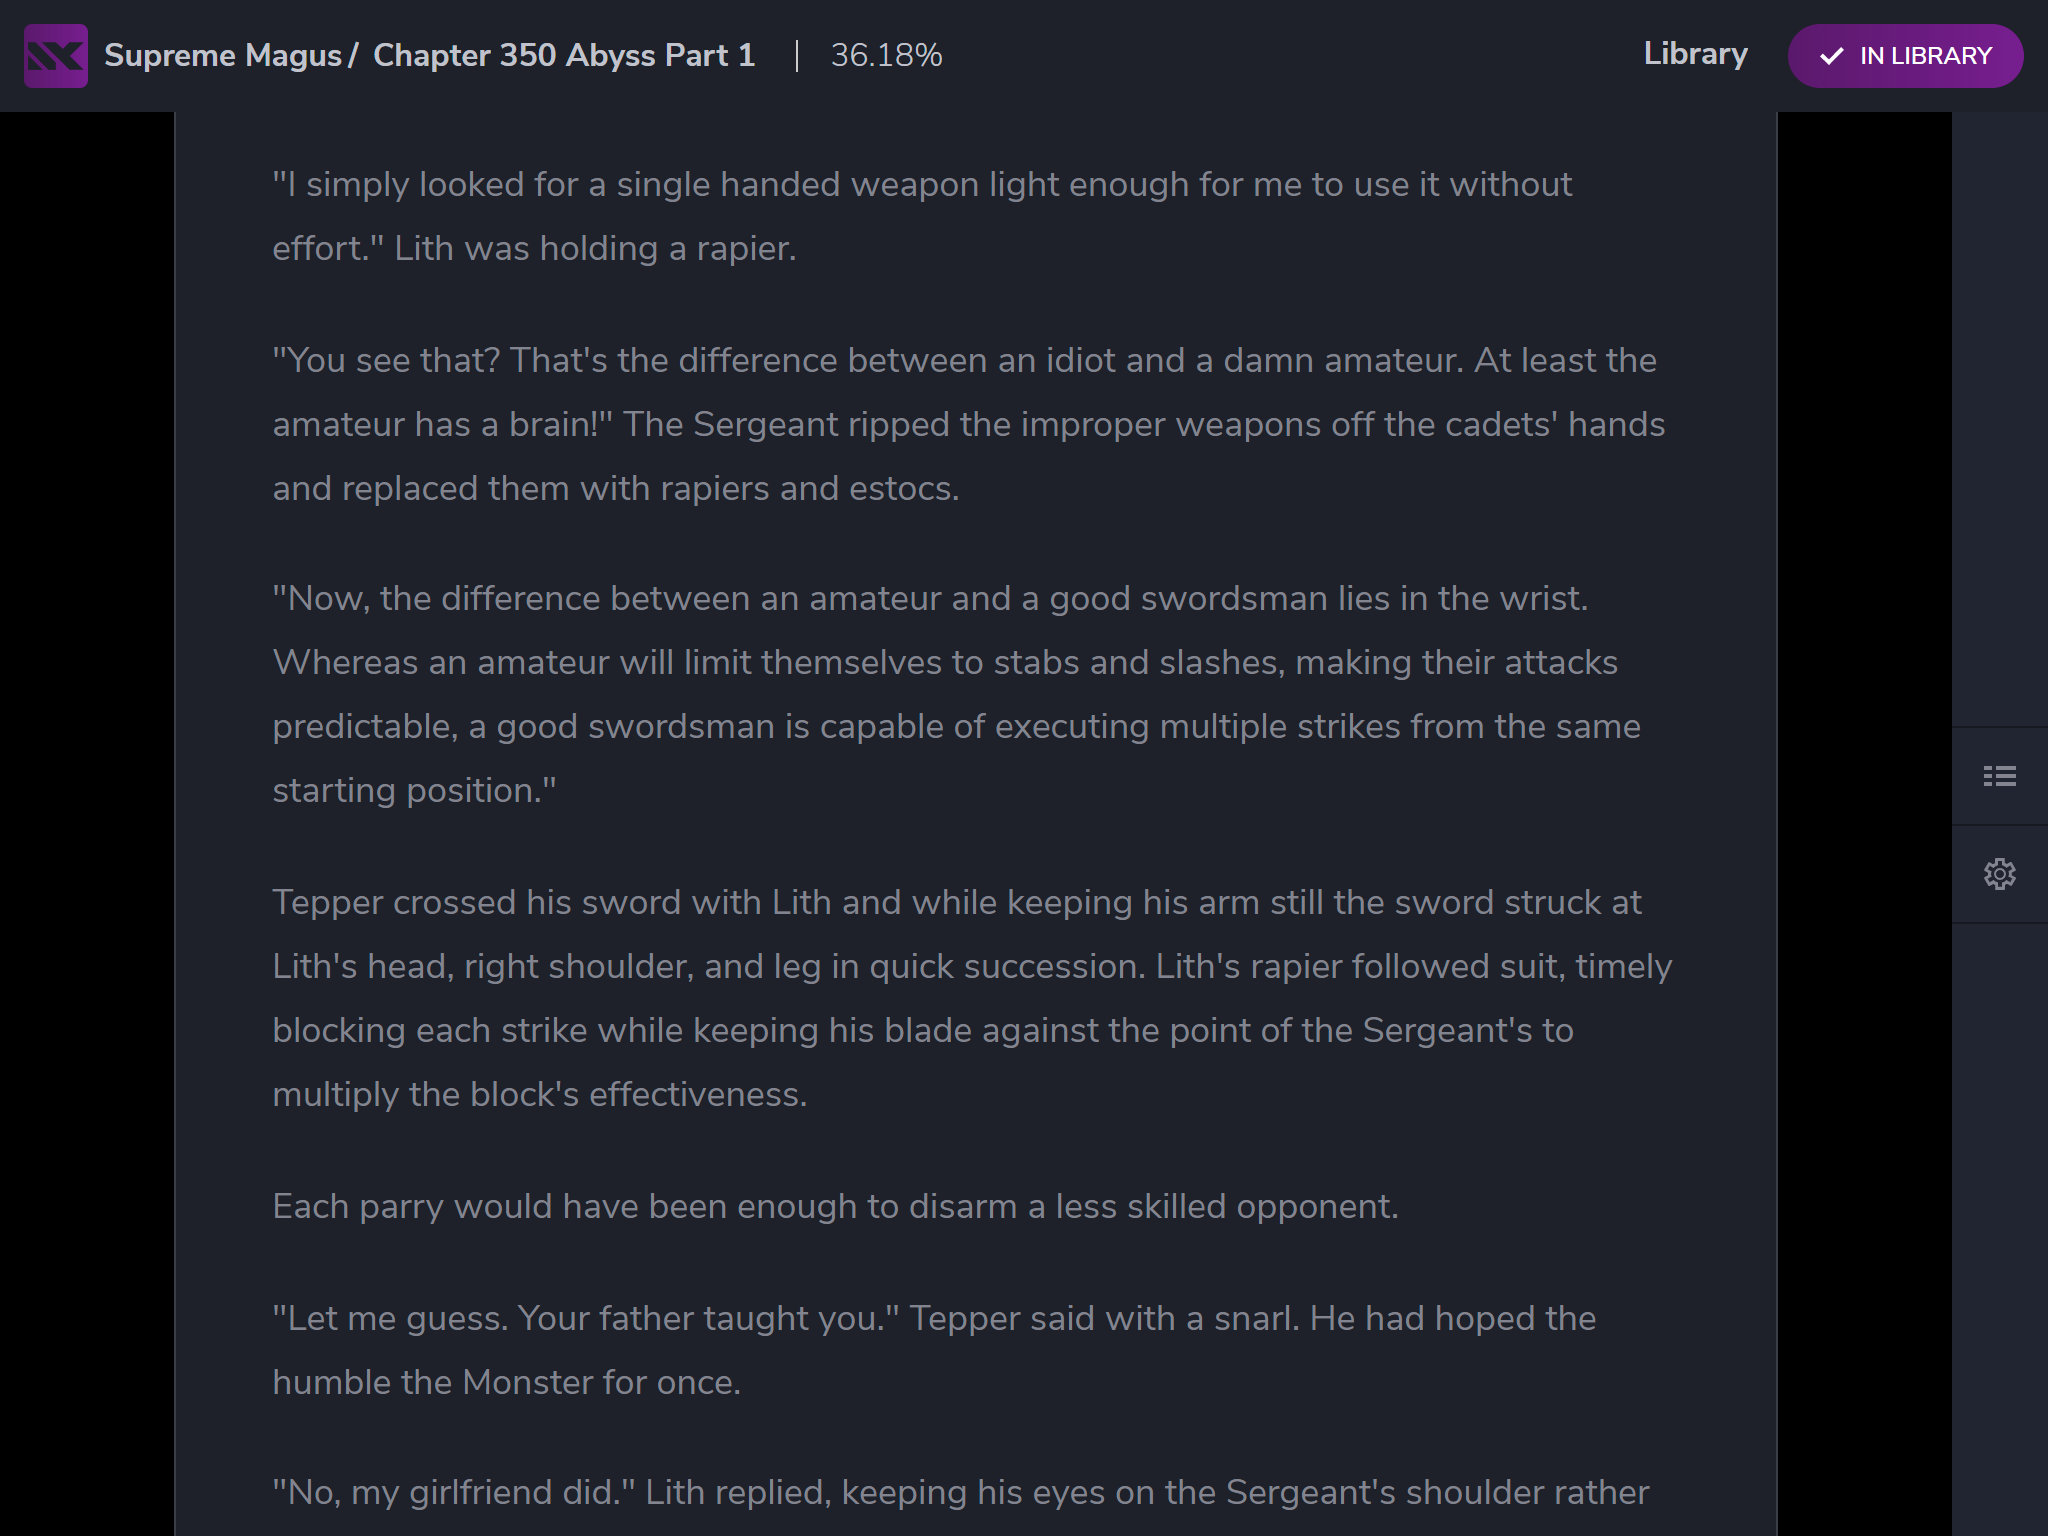 Supreme Magus / Chapter 350 Abyss Part 1 | 36.18%
Library
IN LIBRARY
"I simply looked for a single handed weapon light enough for me to use it without
effort." Lith was holding a rapier.
"You see that? That's the difference between an idiot and a damn amateur. At least the
amateur has a brain!" The Sergeant ripped the improper weapons off the cadets' hands
and replaced them with rapiers and estocs.
"Now, the difference between an amateur and a good swordsman lies in the wrist.
Whereas an amateur will limit themselves to stabs and slashes, making their attacks
predictable, a good swordsman is capable of executing multiple strikes from the same
starting position."
Tepper crossed his sword with Lith and while keeping his arm still the sword struck at
Lith's head, right shoulder, and leg in quick succession. Lith's rapier followed suit, timely
blocking each strike while keeping his blade against the point of the Sergeant's to
multiply the block's effectiveness.
Each parry would have been enough to disarm a less skilled opponent.
"Let me guess. Your father taught you." Tepper said with a snarl. He had hoped the
humble the Monster for once.
"No, my girlfriend did." Lith replied, keeping his eyes on the Sergeant's shoulder rather